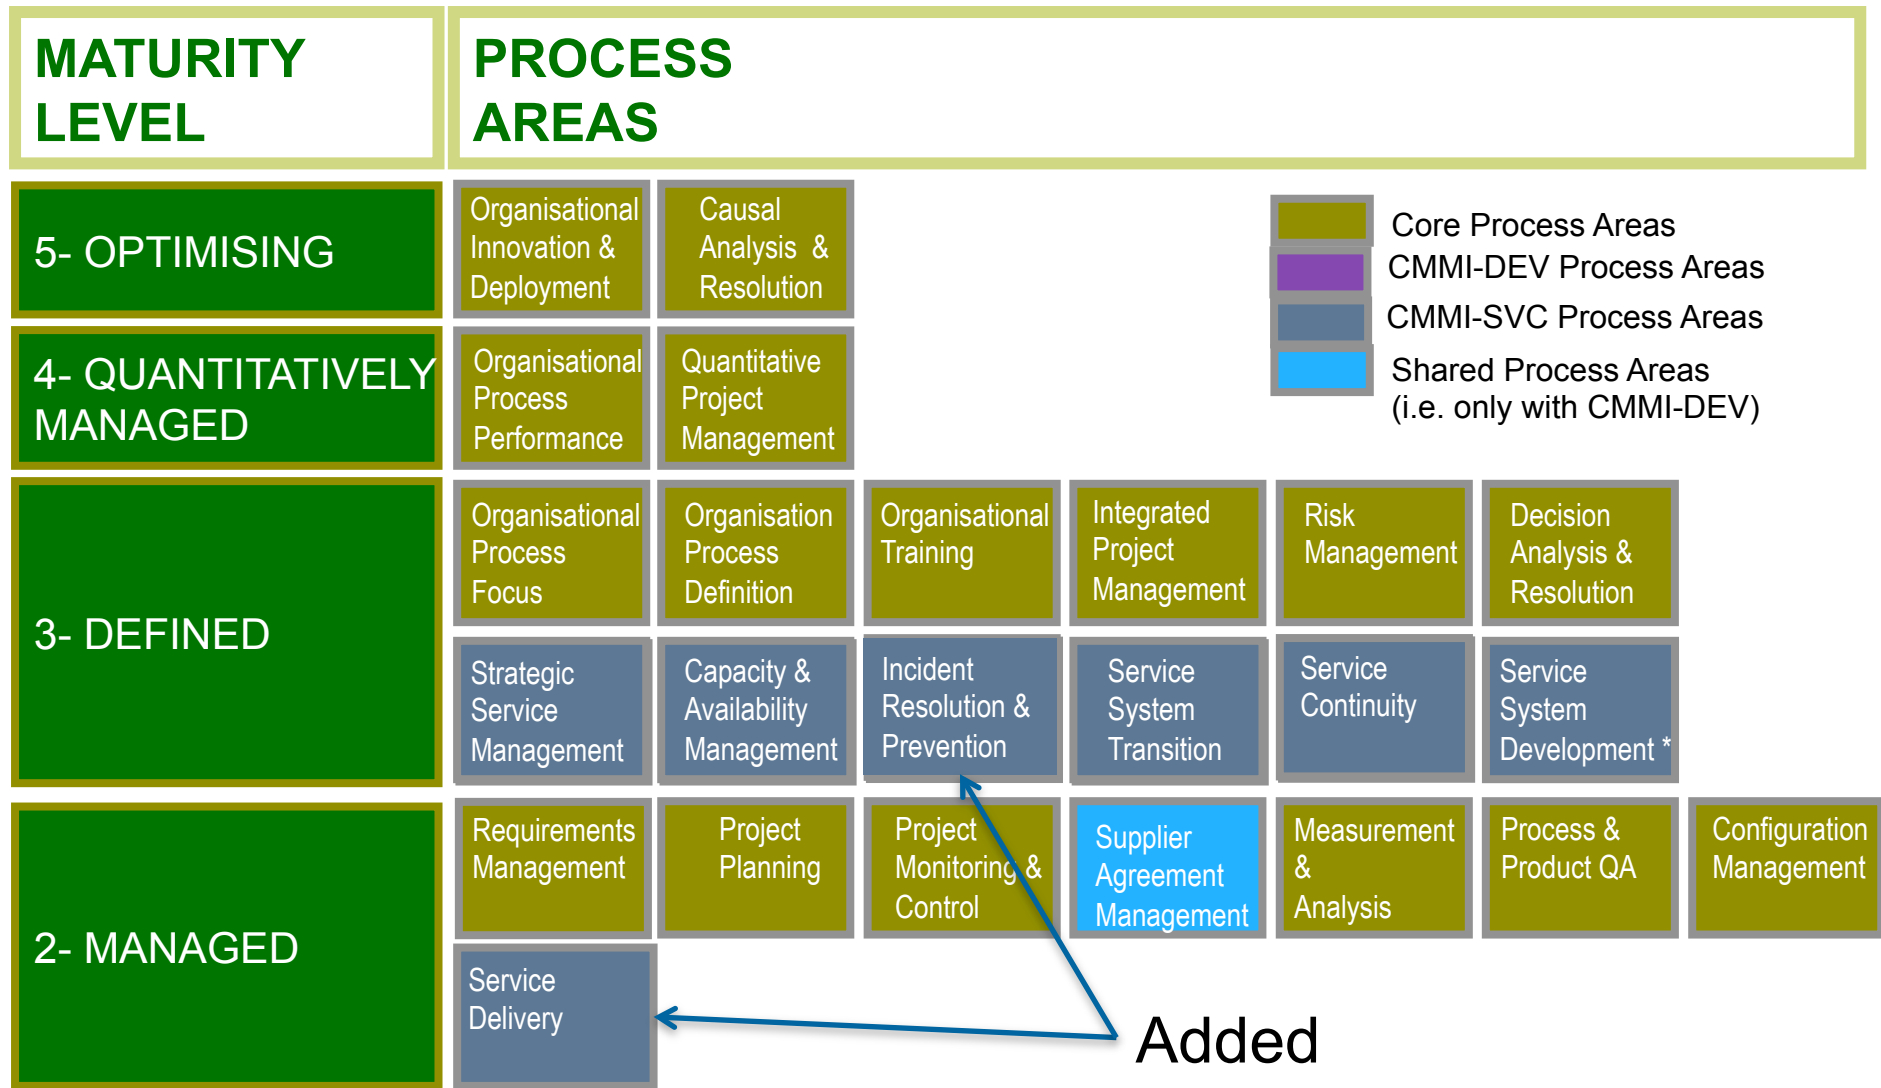 MATURITY
LEVEL
PROCESS
AREAS
5- OPTIMISING
Organisational
Innovation &
Deployment
Causal
Analysis &
Resolution
Core Process Areas
CMMI-DEV Process Areas
CMMI-SVC Process Areas
Shared Process Areas
(i.e. only with CMMI-DEV)
4- QUANTITATIVELY
MANAGED
Organisational
Process
Performance
Quantitative
Project
Management
3- DEFINED
Organisational
Process
Focus
Organisation
Process
Definition
Organisational
Training
Integrated
Project
Management
Risk
Management
Decision
Analysis &
Resolution
Strategic
Service
Management
Capacity &
Availability
Management
Incident
Resolution &
Prevention
Service
System
Transition
Service
Continuity
Service
System
Development *
2- MANAGED
Requirements
Management
Project
Planning
Project
Monitoring &
Control
Supplier
Agreement
Management
Measurement
&
Analysis
Process &
Product QA
Configuration
Management
Service
Delivery
Added